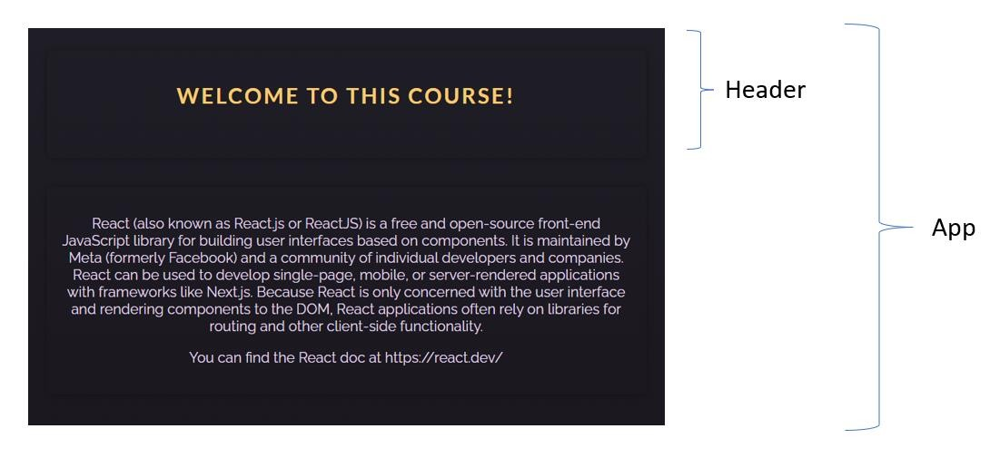 WELCOME TO THIS COURSE!
Header
React (also known as React.js or ReactJS) is a free and open-source front-end
JavaScript library for building user interfaces based on components. It is maintained by
Meta (formerly Facebook) and a community of individual developers and companies.
React can be used to develop single-page, mobile, or server-rendered applications
with frameworks like Next.js. Because React is only concerned with the user interface
and rendering components to the DOM, React applications often rely on libraries for
routing and other client-side functionality.
You can find the React doc at https://react.dev/
App